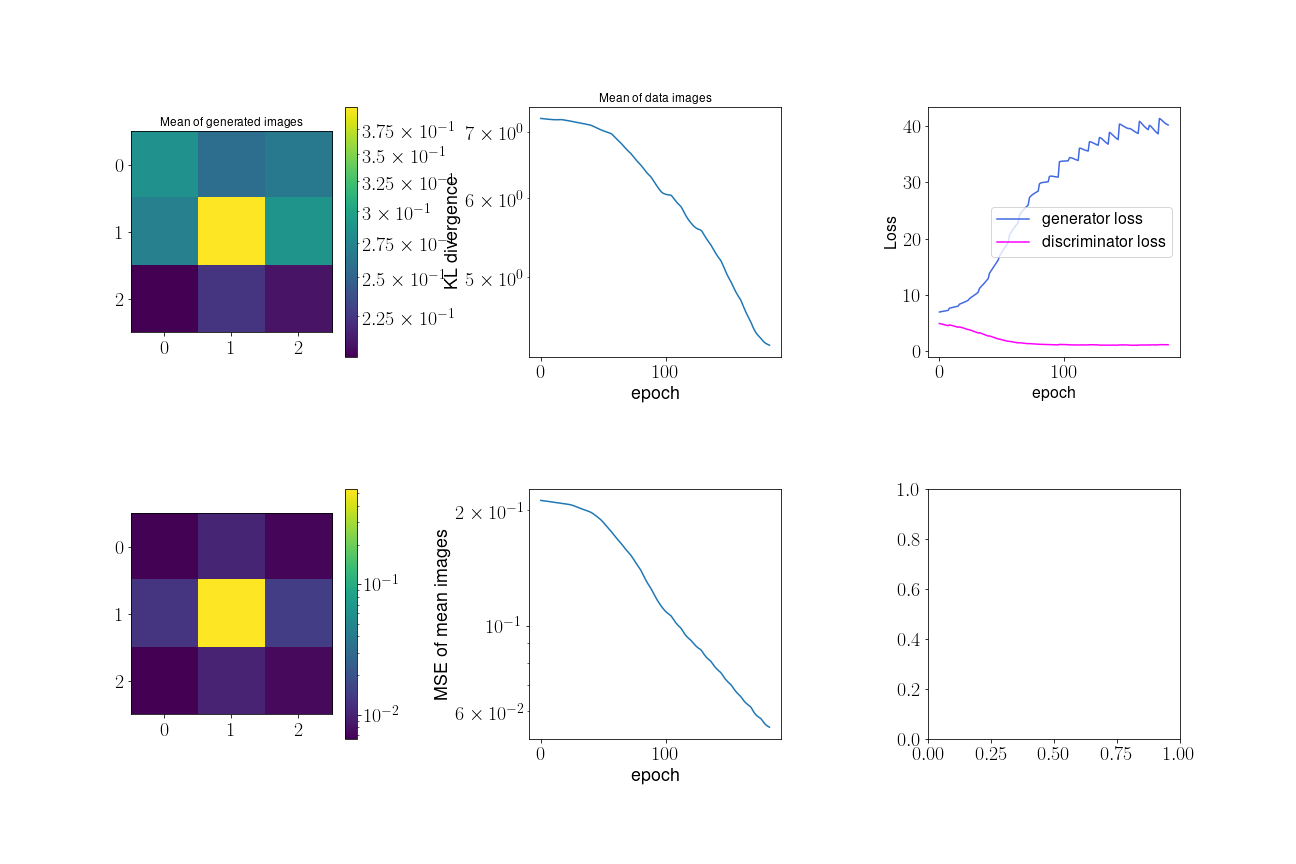 Mean of generated images
0
1
2
0 1 2
3.75 × 10⁻¹
3.5 × 10⁻¹
3.25 × 10⁻¹
3 × 10⁻¹
2.75 × 10⁻¹
2.5 × 10⁻¹
2.25 × 10⁻¹
Mean of data images
KL divergence
7 × 10⁰
6 × 10⁰
5 × 10⁰
0 100
epoch
Loss
40
30
20
10
0
generator loss
discriminator loss
0 100
epoch
0
1
2
0 1 2
10⁻¹
10⁻²
MSE of mean images
2 × 10⁻¹
10⁻¹
6 × 10⁻²
0 100
epoch
1.0
0.8
0.6
0.4
0.2
0.0
0.00 0.25 0.50 0.75 1.00